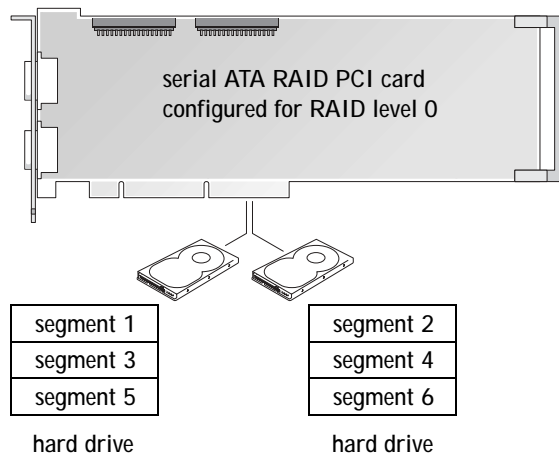 serial ATA RAID PCI card
configured for RAID level 0
segment 1
segment 3
segment 5
hard drive
segment 2
segment 4
segment 6
hard drive